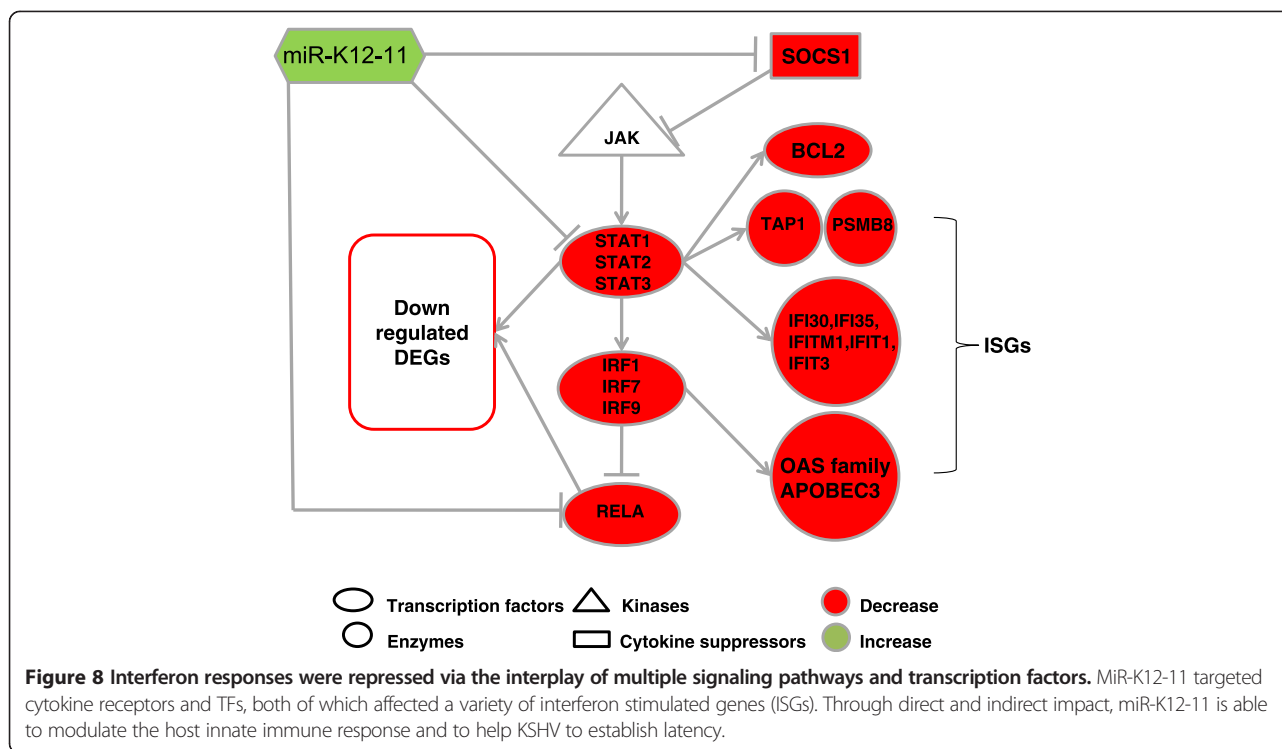 miR-K12-11
SOCS1
JAK
BCL2
TAP1
PSMB8
STAT1
STAT2
STAT3
Down
regulated
DEGs
IFI30,IFI35,
IFITM1,IFIT1,
IFIT3
ISGs
IRF1
IRF7
IRF9
OAS family
APOBEC3
RELA
Transcription factors
Kinases
Decrease
Enzymes
Cytokine suppressors
Increase
Figure 8 Interferon responses were repressed via the interplay of multiple signaling pathways and transcription factors. MiR-K12-11 targeted
cytokine receptors and TFs, both of which affected a variety of interferon stimulated genes (ISGs). Through direct and indirect impact, miR-K12-11 is able
to modulate the host innate immune response and to help KSHV to establish latency.